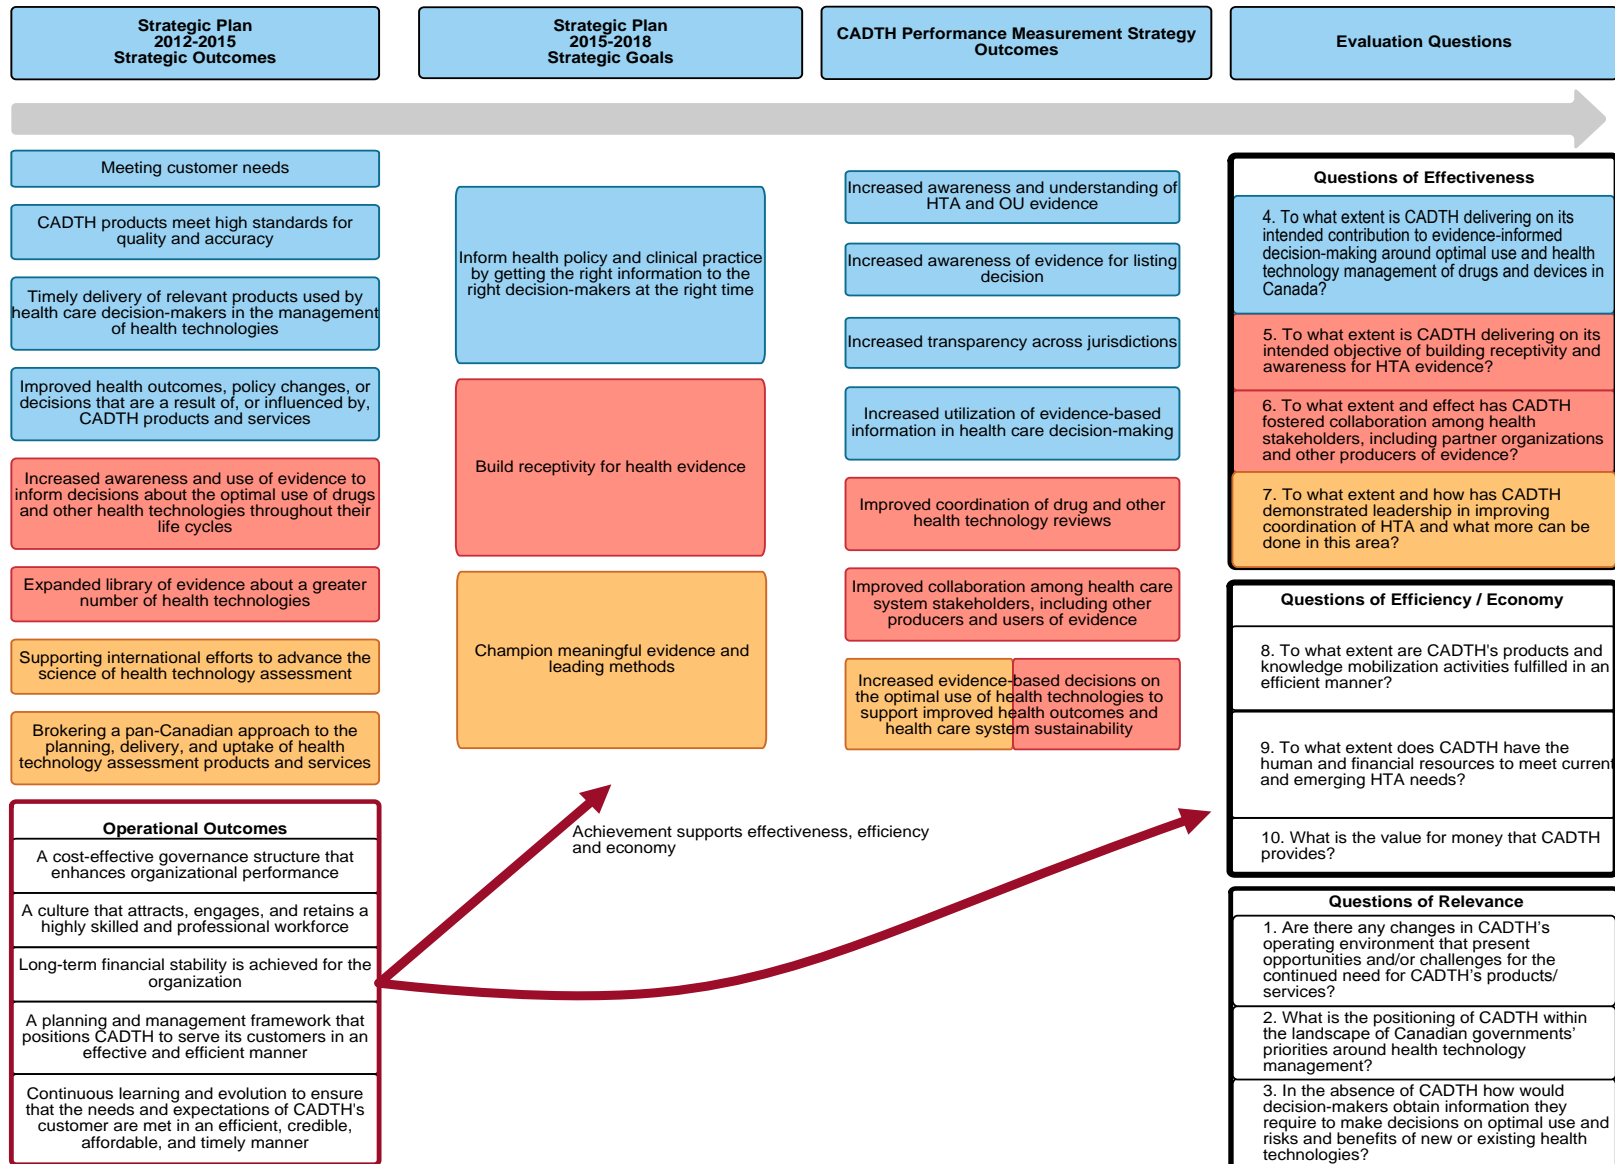 Strategic Plan
2012-2015
Strategic Outcomes
Strategic Plan
2015-2018
Strategic Goals
CADTH Performance Measurement Strategy
Outcomes
Evaluation Questions
Meeting customer needs
CADTH products meet high standards for
quality and accuracy
Timely delivery of relevant products used by
health care decision-makers in the management
of health technologies
Improved health outcomes, policy changes, or
decisions that are a result of, or influenced by,
CADTH products and services
Increased awareness and use of evidence to
inform decisions about the optimal use of drugs
and other health technologies throughout their
life cycles
Expanded library of evidence about a greater
number of health technologies
Supporting international efforts to advance the
science of health technology assessment
Brokering a pan-Canadian approach to the
planning, delivery, and uptake of health
technology assessment products and services
Operational Outcomes
A cost-effective governance structure that
enhances organizational performance
A culture that attracts, engages, and retains a
highly skilled and professional workforce
Long-term financial stability is achieved for the
organization
A planning and management framework that
positions CADTH to serve its customers in an
effective and efficient manner
Continuous learning and evolution to ensure
that the needs and expectations of CADTH's
customer are met in an efficient, credible,
affordable, and timely manner
Inform health policy and clinical practice
by getting the right information to the
right decision-makers at the right time
Build receptivity for health evidence
Champion meaningful evidence and
leading methods
Achievement supports effectiveness, efficiency
and economy
Increased awareness and understanding of
HTA and OU evidence
Increased awareness of evidence for listing
decision
Increased transparency across jurisdictions
Increased utilization of evidence-based
information in health care decision-making
Improved coordination of drug and other
health technology reviews
Improved collaboration among health care
system stakeholders, including other
producers and users of evidence
Increased evidence-based decisions on
the optimal use of health technologies to
support improved health outcomes and
health care system sustainability
Questions of Effectiveness
4. To what extent is CADTH delivering on its
intended contribution to evidence-informed
decision-making around optimal use and health
technology management of drugs and devices in
Canada?
5. To what extent is CADTH delivering on its
intended objective of building receptivity and
awareness for HTA evidence?
6. To what extent and effect has CADTH
fostered collaboration among health
stakeholders, including partner organizations
and other producers of evidence?
7. To what extent and how has CADTH
demonstrated leadership in improving
coordination of HTA and what more can be
done in this area?
Questions of Efficiency / Economy
8. To what extent are CADTH's products and
knowledge mobilization activities fulfilled in an
efficient manner?
9. To what extent does CADTH have the
human and financial resources to meet current
and emerging HTA needs?
10. What is the value for money that CADTH
provides?
Questions of Relevance
1. Are there any changes in CADTH’s
operating environment that present
opportunities and/or challenges for the
continued need for CADTH’s products/
services?
2. What is the positioning of CADTH within
the landscape of Canadian governments’
priorities around health technology
management?
3. In the absence of CADTH how would
decision-makers obtain information they
require to make decisions on optimal use and
risks and benefits of new or existing health
technologies?